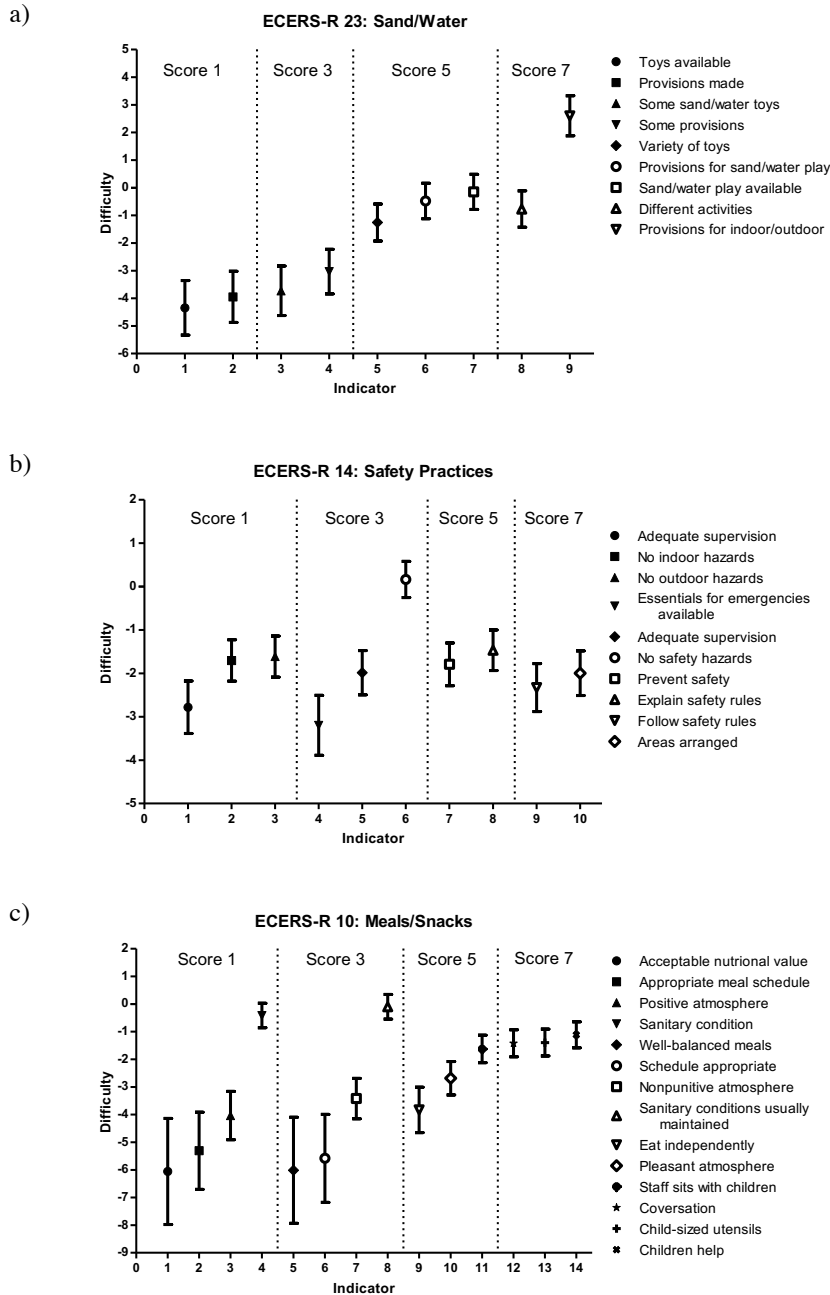 a)
ECERS-R 23: Sand/Water
5
4
3
2
1
0
-1
-2
-3
-4
-5
-6
Difficulty
Score 1 Score 3 Score 5 Score 7
0 1 2 3 4 5 6 7 8 9
Indicator
Toys available
Provisions made
Some sand/water toys
Some provisions
Variety of toys
Provisions for sand/water play
Sand/water play available
Different activities
Provisions for indoor/outdoor
b)
ECERS-R 14: Safety Practices
2
1
0
-1
-2
-3
-4
-5
Difficulty
Score 1 Score 3 Score 5 Score 7
0 1 2 3 4 5 6 7 8 9 10
Indicator
Adequate supervision
No indoor hazards
No outdoor hazards
Essentials for emergencies
available
Adequate supervision
No safety hazards
Prevent safety
Explain safety rules
Follow safety rules
Areas arranged
c)
ECERS-R 10: Meals/Snacks
2
1
0
-1
-2
-3
-4
-5
-6
-7
-8
-9
Difficulty
Score 1 Score 3 Score 5 Score 7
0 1 2 3 4 5 6 7 8 9 10 11 12 13 14
Indicator
Acceptable nutrional value
Appropriate meal schedule
Positive atmosphere
Sanitary condition
Well-balanced meals
Schedule appropriate
Nonpunitive atmosphere
Sanitary conditions usually
maintained
Eat independently
Pleasant atmosphere
Staff sits with children
Coversation
Child-sized utensils
Children help